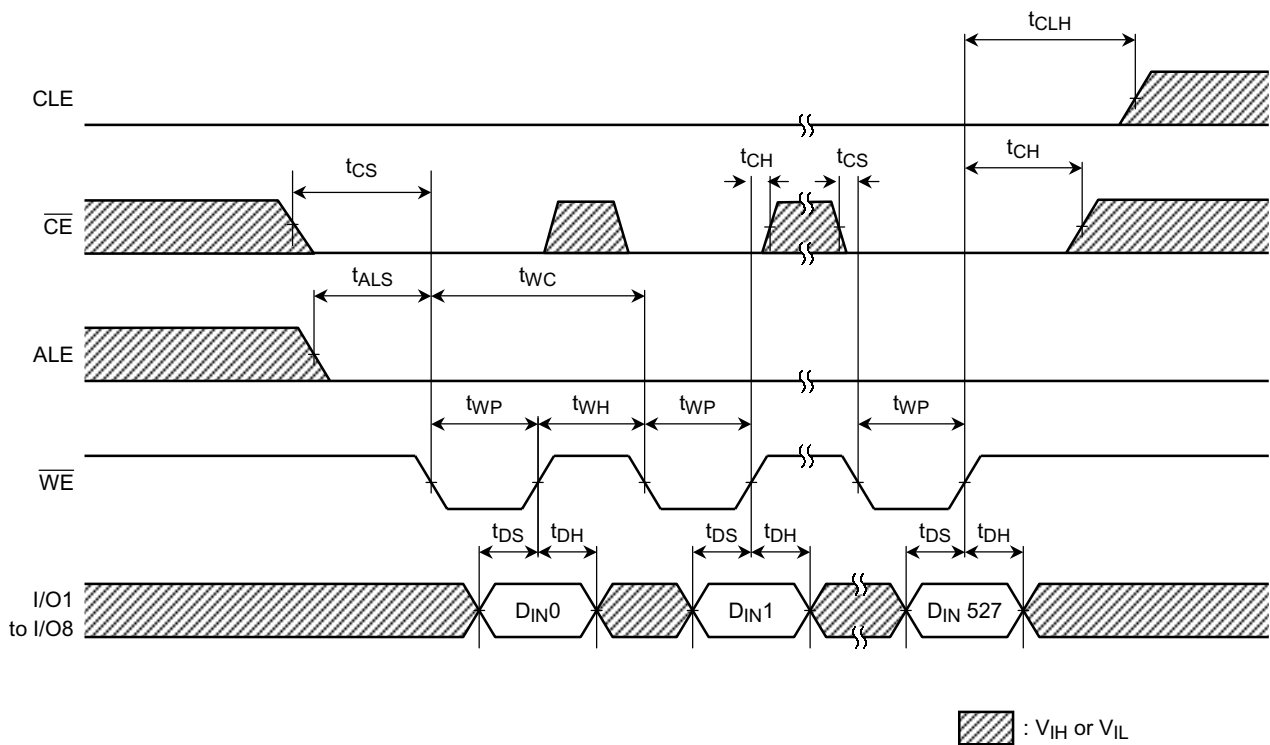 tCLH
CLE
tCH
tCS
tCS
tCH
CE
tALS
tWC
ALE
tWP
tWH
tWP
tWP
WE
tDS
tDH
tDS
tDH
tDS
tDH
I/O1
to I/O8
DIN0
DIN1
DIN 527
: VIH or VIL